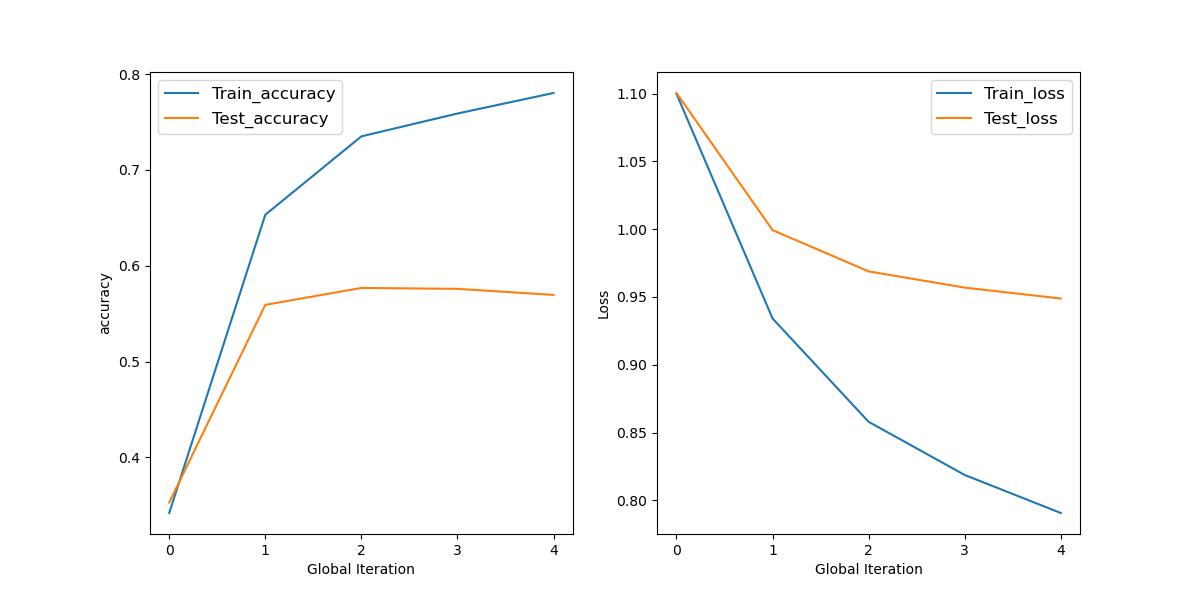 Train_accuracy
Test_accuracy
0.8
0.7
0.6
0.5
0.4
accuracy
0 1 2 3 4
Global Iteration
Train_loss
Test_loss
1.10
1.05
1.00
0.95
0.90
0.85
0.80
Loss
0 1 2 3 4
Global Iteration